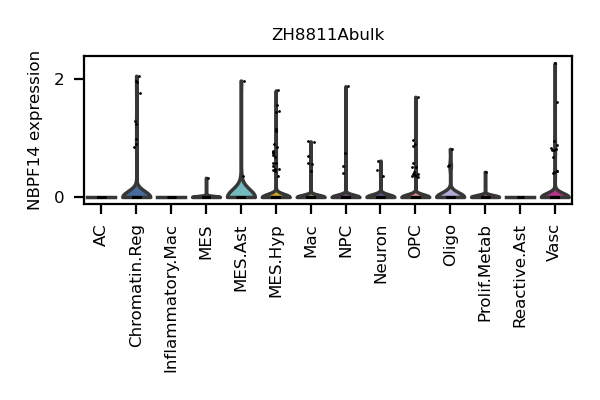 ZH8811Abulk
NBPF14 expression
2
0
AC
Chromatin.Reg
Inflammatory.Mac
MES
MES.Ast
MES.Hyp
Mac
NPC
Neuron
OPC
Oligo
Prolif.Metab
Reactive.Ast
Vasc